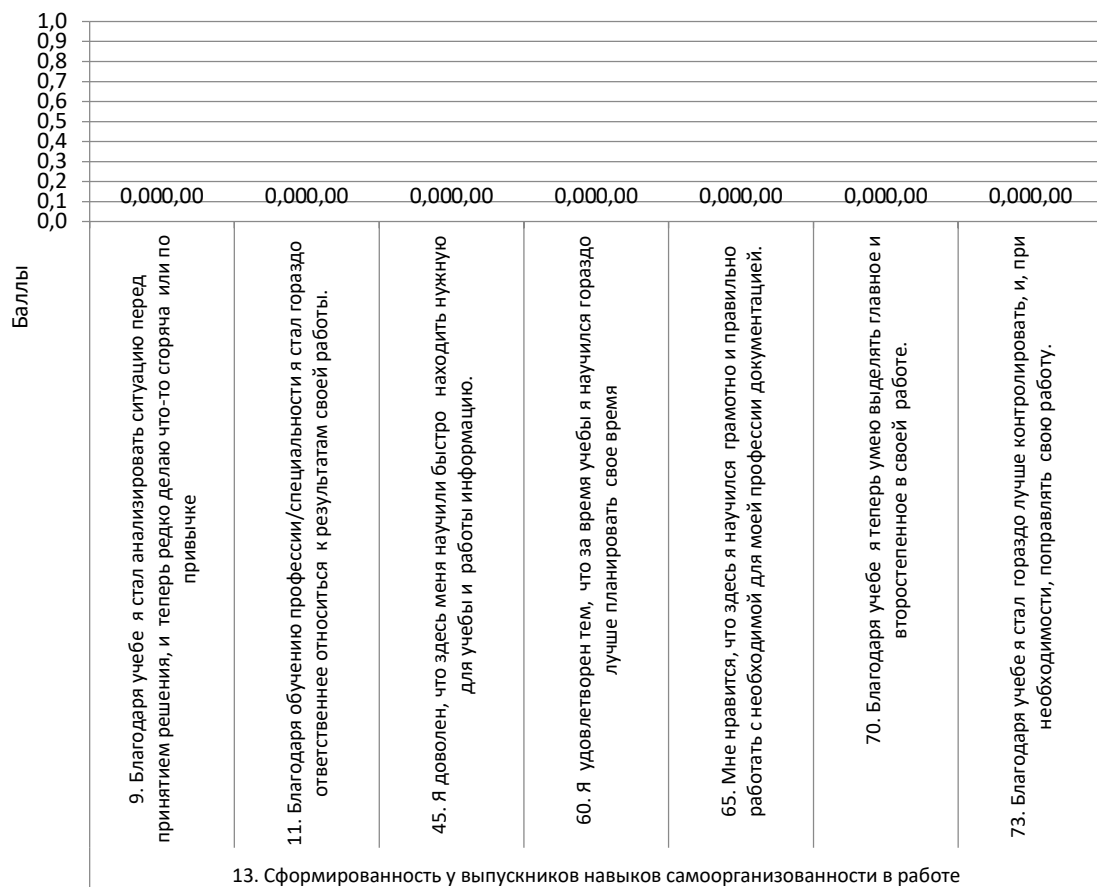 1,0
0,9
0,8
0,7
0,6
0,5
0,4
0,3
0,2
0,1
0,0
0,000,00
0,000,00
0,000,00
0,000,00
0,000,00
0,000,00
0,000,00
Баллы
9. Благодаря учебе я стал анализировать ситуацию перед
принятием решения, и теперь редко делаю что-то сгоряча или по
привычке
11. Благодаря обучению профессии/специальности я стал гораздо
ответственнее относиться к результатам своей работы.
45. Я доволен, что здесь меня научили быстро находить нужную
для учебы и работы информацию.
60. Я удовлетворен тем, что за время учебы я научился гораздо
лучше планировать свое время
65. Мне нравится, что здесь я научился грамотно и правильно
работать с необходимой для моей профессии документацией.
70. Благодаря учебе я теперь умею выделять главное и
второстепенное в своей работе.
73. Благодаря учебе я стал гораздо лучше контролировать, и, при
необходимости, поправлять свою работу.
13. Сформированность у выпускников навыков самоорганизованности в работе